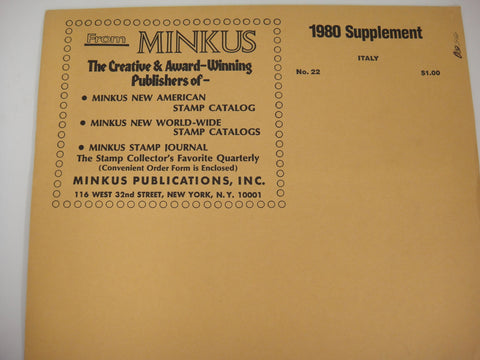 From MINKUS
The Creative & Award-Winning
Publishers of-
• MINKUS NEW AMERICAN
STAMP CATALOG
• MINKUS NEW WORLD-WIDE
STAMP CATALOGS
• MINKUS STAMP JOURNAL
The Stamp Collector's Favorite Quarterly
(Convenient Order Form is Enclosed)
MINKUS PUBLICATIONS, INC.
116 WEST 32nd STREET, NEW YORK, N. Y. 10001
1980 Supplement
ITALY
No. 22 $1.00